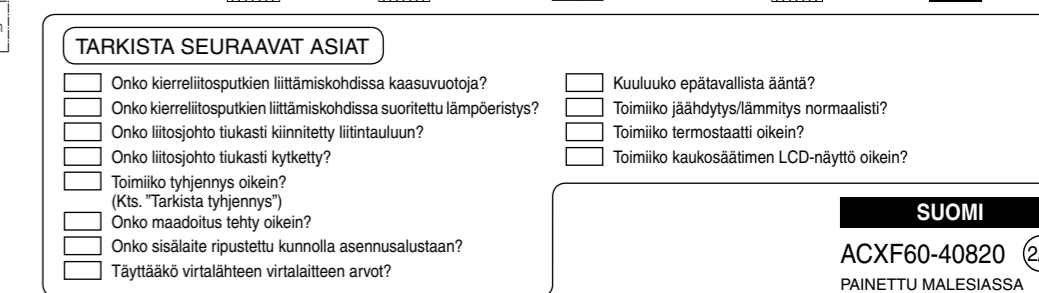 TARKISTA SEURAAVAT ASIAT
Onko kierreliitosputkien liittämiskohdissa kaasuvuotoja?
Onko kierreliitosputkien liittämiskohdissa suoritettu lämpöeristys?
Onko liitosjohto tiukasti kiinnitetty liitintauluun?
Onko liitosjohto tiukasti kytketty?
Toimiiko tyhjennys oikein?
(Kts. ”Tarkista tyhjennys”)
Onko maadoitus tehty oikein?
Onko sisälaite ripustettu kunnolla asennusalustaan?
Täyttääkö virtalähteen virtalaitteen arvot?
Kuuluuko epätavallista ääntä?
Toimiiko jäähdytys/lämmitys normaalisti?
Toimiiko termostaatti oikein?
Toimiiko kaukosäätimen LCD-näyttö oikein?
SUOMI
ACXF60-40820
PAINETTU MALESIASSA